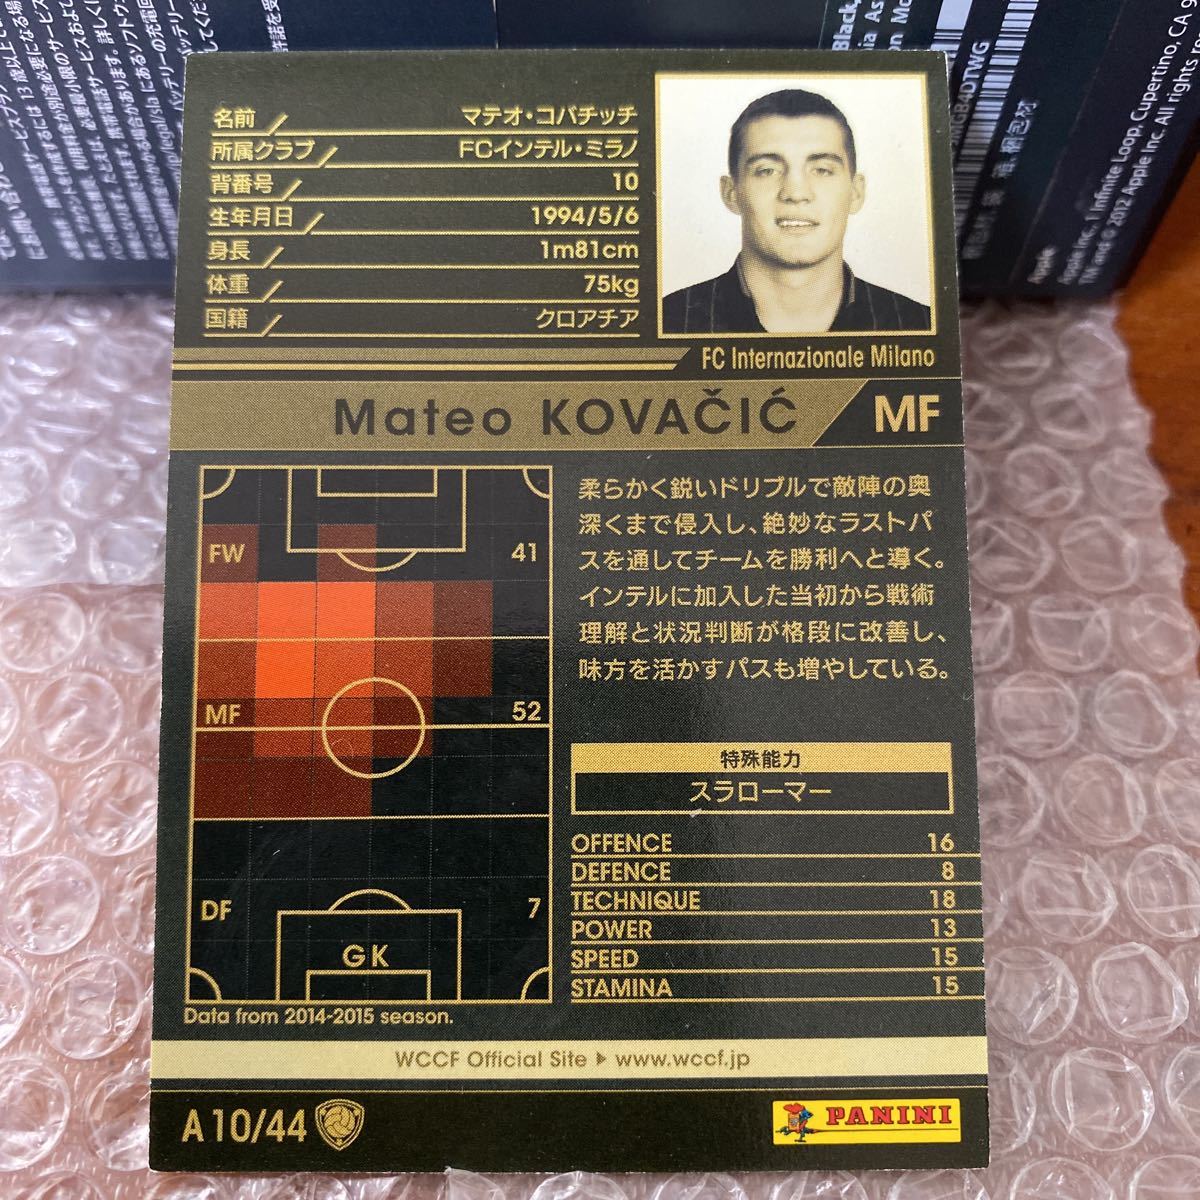 名前 マテオ・コバチッチ
所属クラブ FCインテル・ミラノ
背番号 10
生年月日 1994/5/6
身長 1m81cm
体重 75kg
国籍 クロアチア
FC Internazionale Milano
Mateo KOVAČIĆ MF
FW 41
MF 52
DF 7
GK
Data from 2014-2015 season.
柔らかく鋭いドリブルで敵陣の奥
深くまで侵入し、絶妙なラストパ
スを通してチームを勝利へと導く。
インテルに加入した当初から戦術
理解と状況判断が格段に改善し、
味方を活かすパスも増やしている。
特殊能力
スラローマー
OFFENCE 16
DEFENCE 8
TECHNIQUE 18
POWER 13
SPEED 15
STAMINA 15
WCCF Official Site ▶ www.wccf.jp
A10/44
PANINI
Apple
Apple Inc. 1 Infinite Loop, Cupertino, CA
TM and © 2012 Apple Inc. All rights